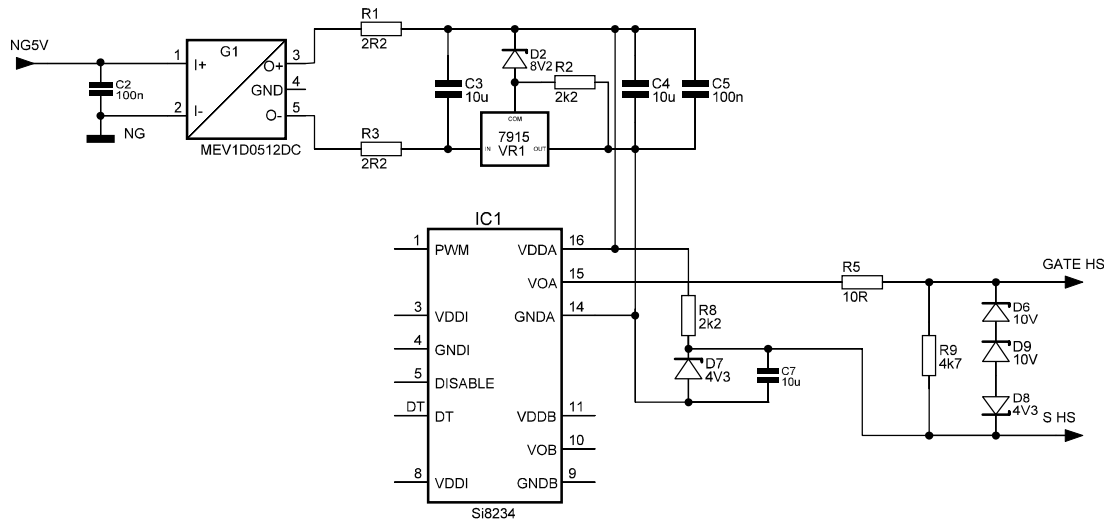 R1
2R2
NG5V
1
I+
G1
O+
3
GND
4
2
I-
O-
5
C2
100n
NG
MEV1D0512DC
D2
8V2
R2
2k2
C3
10u
C4
10u
C5
100n
R3
2R2
COM
7915
VR1
IN
OUT
IC1
1
PWM
VDDA
16
VOA
15
3
VDDI
GNDA
14
4
GNDI
5
DISABLE
DT
DT
VDDB
11
VOB
10
8
VDDI
GNDB
9
Si8234
R8
2k2
D7
4V3
C7
10u
R5
10R
GATE HS
R9
4k7
D6
10V
D9
10V
D8
4V3
S HS